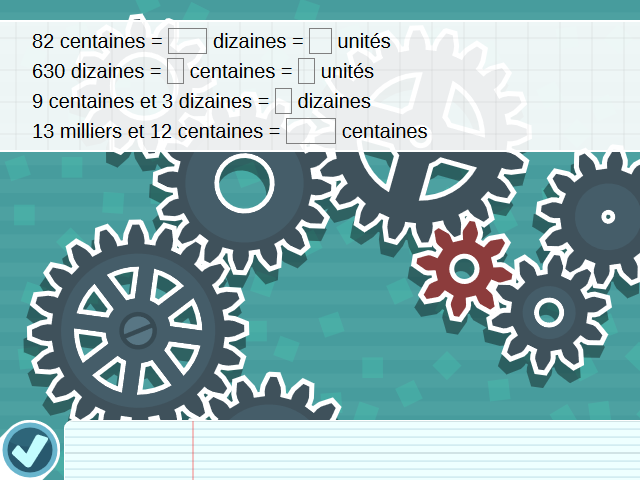 82 centaines = dizaines = unités
630 dizaines = centaines = unités
9 centaines et 3 dizaines = dizaines
13 milliers et 12 centaines = centaines